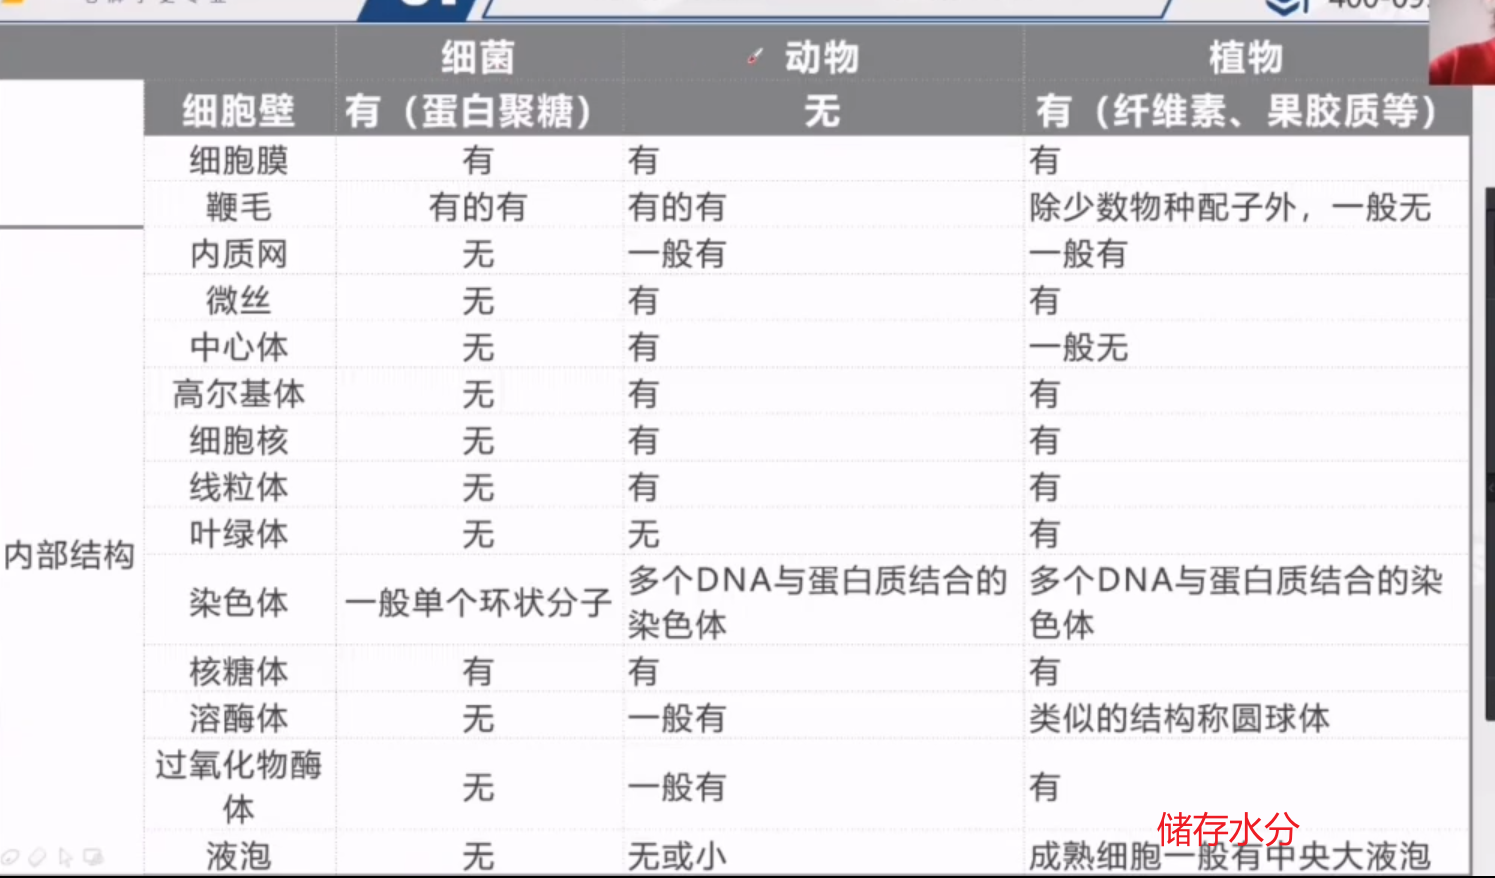 细菌 动物 植物
细胞壁 有（蛋白聚糖） 无 有（纤维素、果胶质等）
细胞膜 有 有 有
鞭毛 有的有 有的有 除少数物种配子外，一般无
内质网 无 一般有 一般有
微丝 无 有 有
中心体 无 有 一般无
高尔基体 无 有 有
细胞核 无 有 有
线粒体 无 有 有
叶绿体 无 无 有
内部结构
染色体 一般单个环状分子 多个DNA与蛋白质结合的
染色体 多个DNA与蛋白质结合的染
色体
核糖体 有 有 有
溶酶体 无 一般有 类似的结构称圆球体
过氧化物酶
体 无 一般有 有
储存水分
液泡 无 无或小 成熟细胞一般有中央大液泡